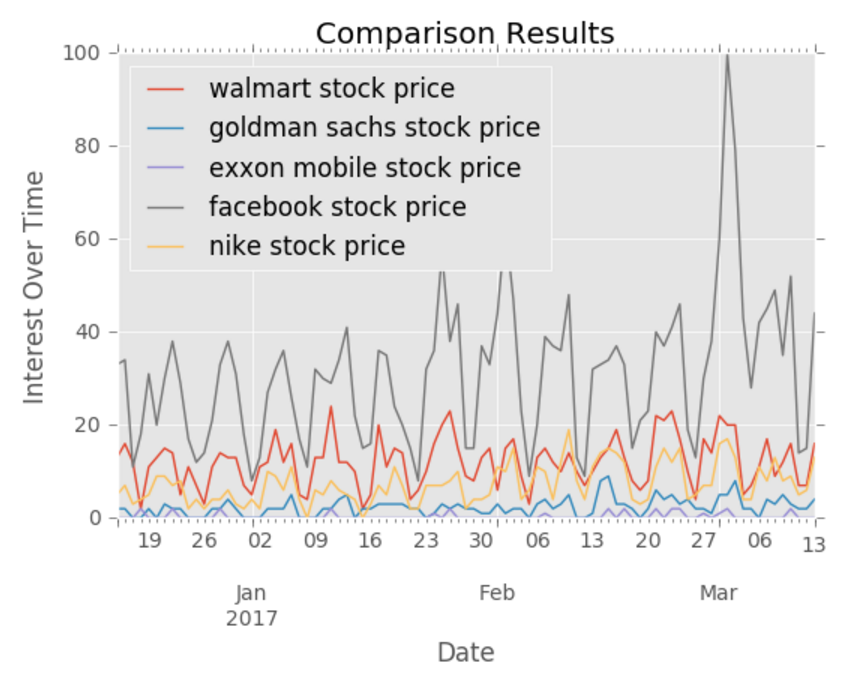 Comparison Results
100
80
60
40
20
0
Interest Over Time
walmart stock price
goldman sachs stock price
exxon mobile stock price
facebook stock price
nike stock price
19 26 02 09 16 23 30 06 13 20 27 06 13
Jan Feb Mar
2017
Date